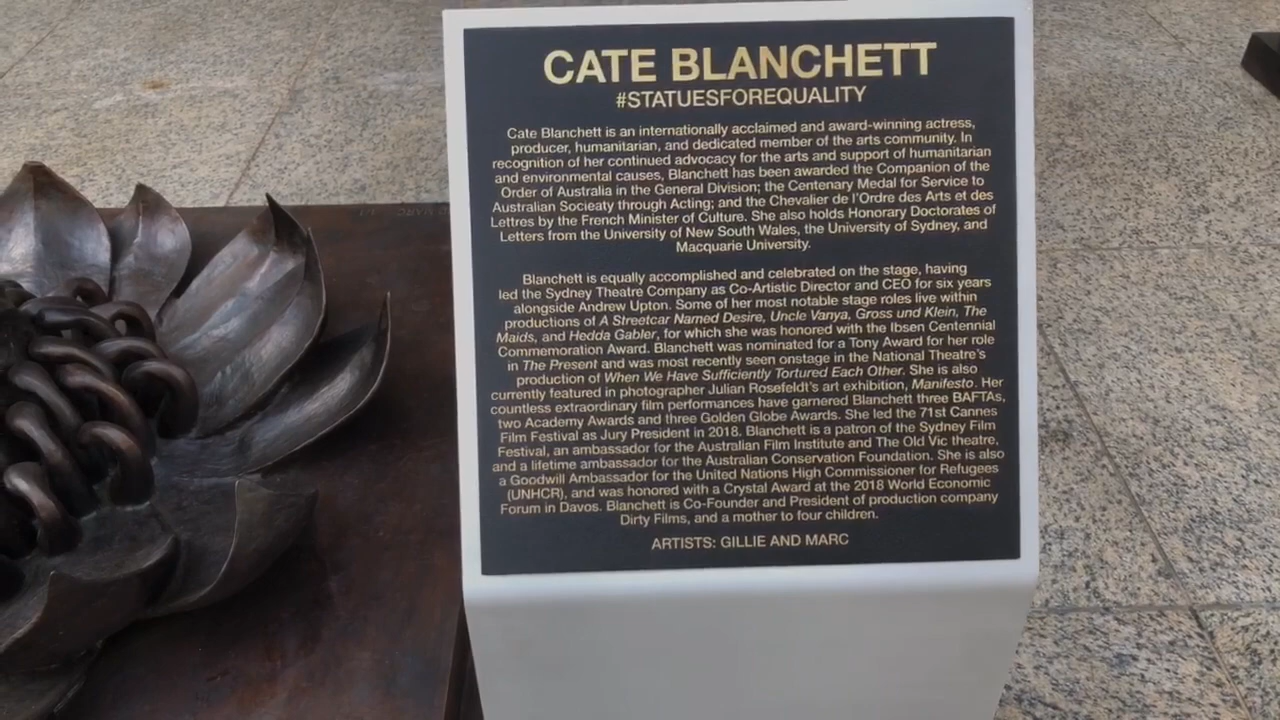 CATE BLANCHETT
#STATUESFOREQUALITY
Cate Blanchett is an internationally acclaimed and award-winning actress,
producer, humanitarian, and dedicated member of the arts community. In
recognition of her continued advocacy for the arts and support of humanitarian
and environmental causes, Blanchett has been awarded the Companion of the
Order of Australia in the General Division; the Centenary Medal for Service to
Australian Socieaty through Acting; and the Chevalier de l'Ordre des Arts et des
Lettres by the French Minister of Culture. She also holds Honorary Doctorates of
Letters from the University of New South Wales, the University of Sydney, and
Macquarie University.
Blanchett is equally accomplished and celebrated on the stage, having
led the Sydney Theatre Company as Co-Artistic Director and CEO for six years
alongside Andrew Upton. Some of her most notable stage roles live within
productions of A Streetcar Named Desire, Uncle Vanya, Gross und Klein, The
Maids, and Hedda Gabler, for which she was honored with the Ibsen Centennial
Commemoration Award. Blanchett was nominated for a Tony Award for her role
in The Present and was most recently seen onstage in the National Theatre's
production of When We Have Sufficiently Tortured Each Other. She is also
currently featured in photographer Julian Rosefeldt's art exhibition, Manifesto. Her
countless extraordinary film performances have garnered Blanchett three BAFTAs,
two Academy Awards and three Golden Globe Awards. She led the 71st Cannes
Film Festival as Jury President in 2018. Blanchett is a patron of the Sydney Film
Festival, an ambassador for the Australian Film Institute and The Old Vic theatre,
and a lifetime ambassador for the Australian Conservation Foundation. She is also
a Goodwill Ambassador for the United Nations High Commissioner for Refugees
(UNHCR), and was honored with a Crystal Award at the 2018 World Economic
Forum in Davos. Blanchett is Co-Founder and President of production company
Dirty Films, and a mother to four children.
ARTISTS: GILLIE AND MARC